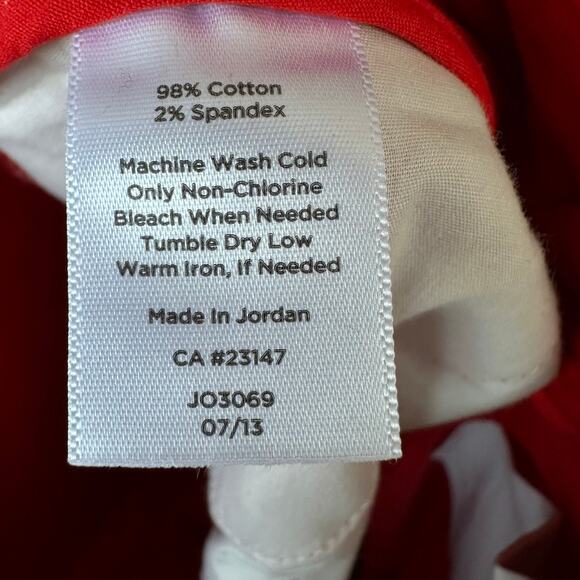 98% Cotton
2% Spandex
Machine Wash Cold
Only Non-Chlorine
Bleach When Needed
Tumble Dry Low
Warm Iron, If Needed
Made In Jordan
CA #23147
JO3069
07/13